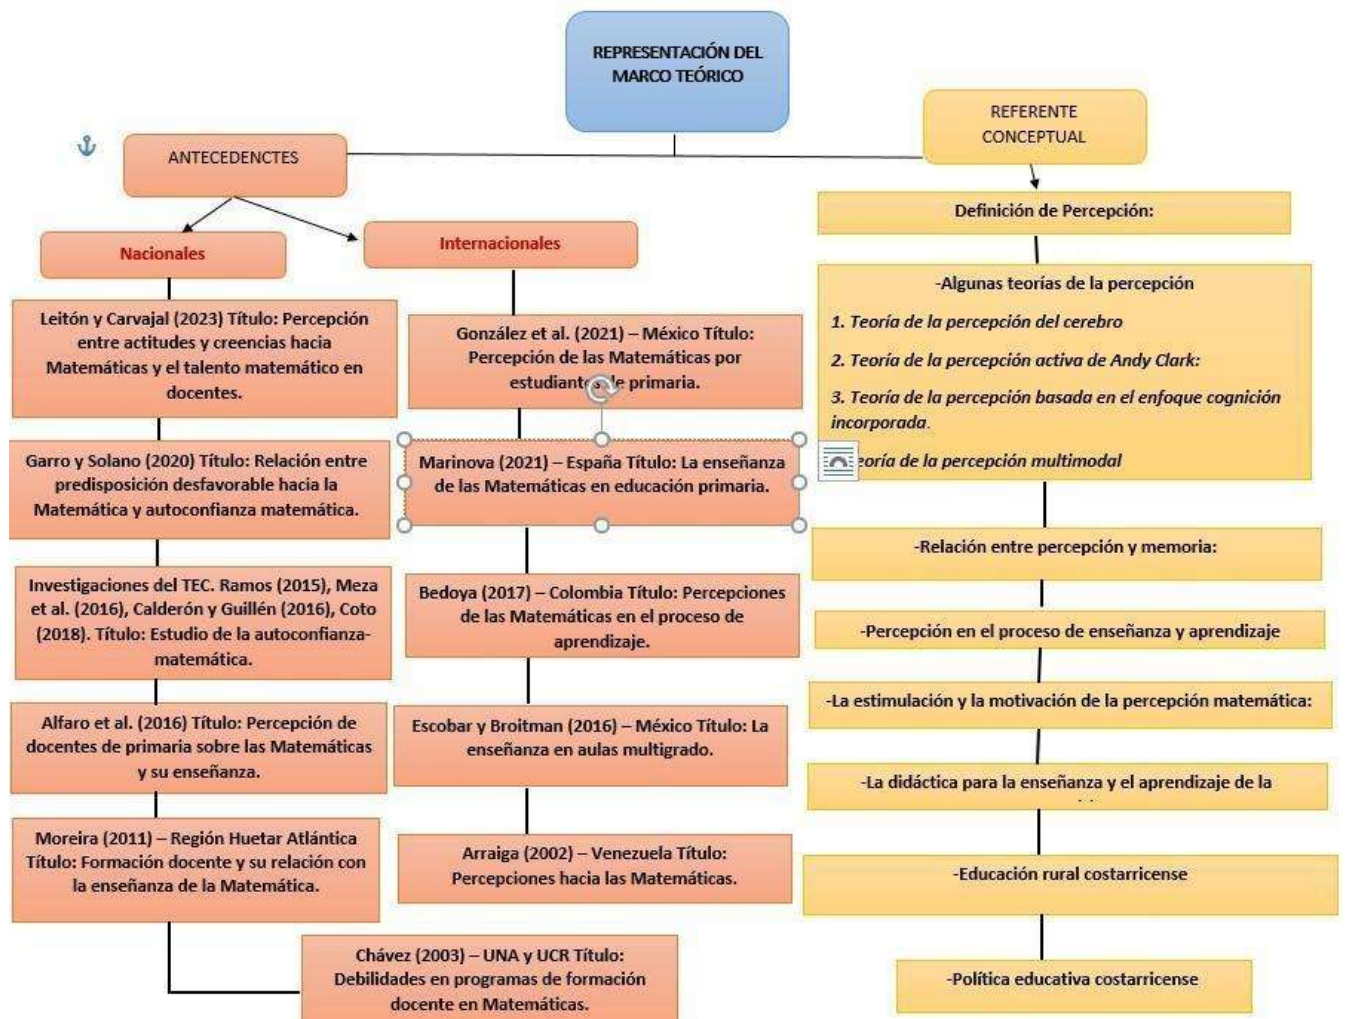 REPRESENTACIÓN DEL
MARCO TEÓRICO
ANTECEDENCTES
Nacionales
Leitón y Carvajal (2023) Título: Percepción
entre actitudes y creencias hacia
Matemáticas y el talento matemático en
docentes.
Garro y Solano (2020) Título: Relación entre
predisposición desfavorable hacia la
Matemática y autoconfianza matemática.
Investigaciones del TEC. Ramos (2015), Meza
et al. (2016), Calderón y Guillén (2016), Coto
(2018). Título: Estudio de la autoconfianza-
matemática.
Alfaro et al. (2016) Título: Percepción de
docentes de primaria sobre las Matemáticas
y su enseñanza.
Moreira (2011) – Región Huetar Atlántica
Título: Formación docente y su relación con
la enseñanza de la Matemática.
Chávez (2003) – UNA y UCR Título:
Debilidades en programas de formación
docente en Matemáticas.
Internacionales
González et al. (2021) – México Título:
Percepción de las Matemáticas por
estudiantes de primaria.
Marinova (2021) – España Título: La enseñanza
de las Matemáticas en educación primaria.
Bedoya (2017) – Colombia Título: Percepciones
de las Matemáticas en el proceso de
aprendizaje.
Escobar y Broitman (2016) – México Título: La
enseñanza en aulas multigrado.
Arraiga (2002) – Venezuela Título:
Percepciones hacia las Matemáticas.
REFERENTE
CONCEPTUAL
Definición de Percepción:
-Algunas teorías de la percepción
1. Teoría de la percepción del cerebro
2. Teoría de la percepción activa de Andy Clark:
3. Teoría de la percepción basada en el enfoque cognición
incorporada.
eoría de la percepción multimodal
-Relación entre percepción y memoria:
-Percepción en el proceso de enseñanza y aprendizaje
-La estimulación y la motivación de la percepción matemática:
-La didáctica para la enseñanza y el aprendizaje de la
-Educación rural costarricense
-Política educativa costarricense